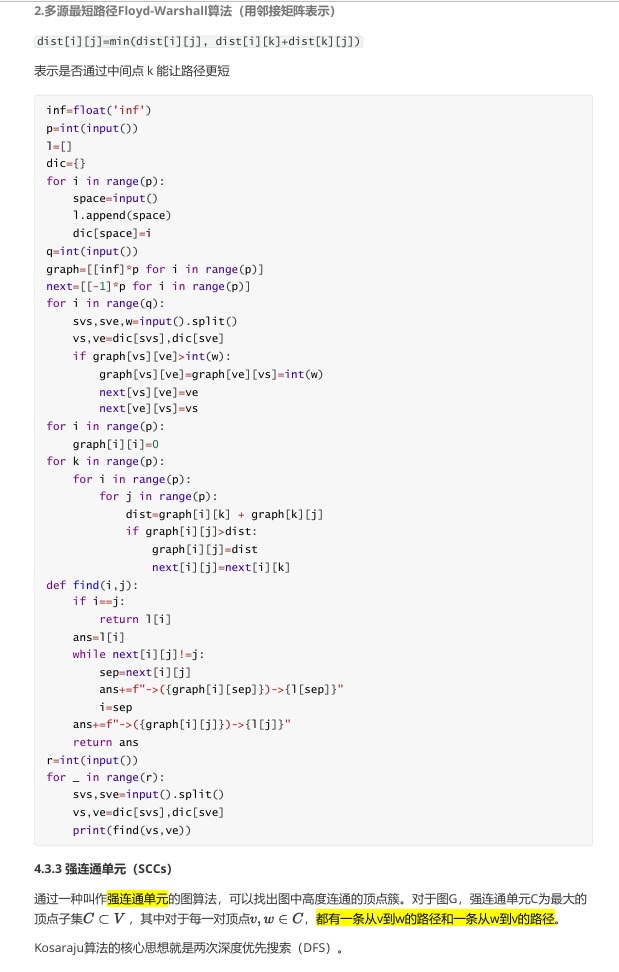 2.多源最短路径Floyd-Warshall算法（用邻接矩阵表示）
dist[i][j]=min(dist[i][j], dist[i][k]+dist[k][j])
表示是否通过中间点 k 能让路径更短
inf=float('inf')
p=int(input())
l=[]
dic={}
for i in range(p):
    space=input()
    l.append(space)
    dic[space]=i
q=int(input())
graph=[[inf]*p for i in range(p)]
next=[[-1]*p for i in range(p)]
for i in range(q):
    svs,sve,w=input().split()
    vs,ve=dic[svs],dic[sve]
    if graph[vs][ve]>int(w):
        graph[vs][ve]=graph[ve][vs]=int(w)
        next[vs][ve]=ve
        next[ve][vs]=vs
for i in range(p):
    graph[i][i]=0
for k in range(p):
    for i in range(p):
        for j in range(p):
            dist=graph[i][k] + graph[k][j]
            if graph[i][j]>dist:
                graph[i][j]=dist
                next[i][j]=next[i][k]
def find(i,j):
    if i==j:
        return l[i]
    ans=l[i]
    while next[i][j]!=j:
        sep=next[i][j]
        ans+=f"->({graph[i][sep]})->{l[sep]}"
        i=sep
    ans+=f"->({graph[i][j]})->{l[j]}"
    return ans
r=int(input())
for _ in range(r):
    svs,sve=input().split()
    vs,ve=dic[svs],dic[sve]
    print(find(vs,ve))
4.3.3 强连通单元（SCCs）
通过一种叫作强连通单元的图算法，可以找出图中高度连通的顶点簇。对于图G，强连通单元C为最大的
顶点子集C ⊂ V ，其中对于每一对顶点v, w ∈ C，都有一条从v到w的路径和一条从w到v的路径。
Kosaraju算法的核心思想就是两次深度优先搜索（DFS）。